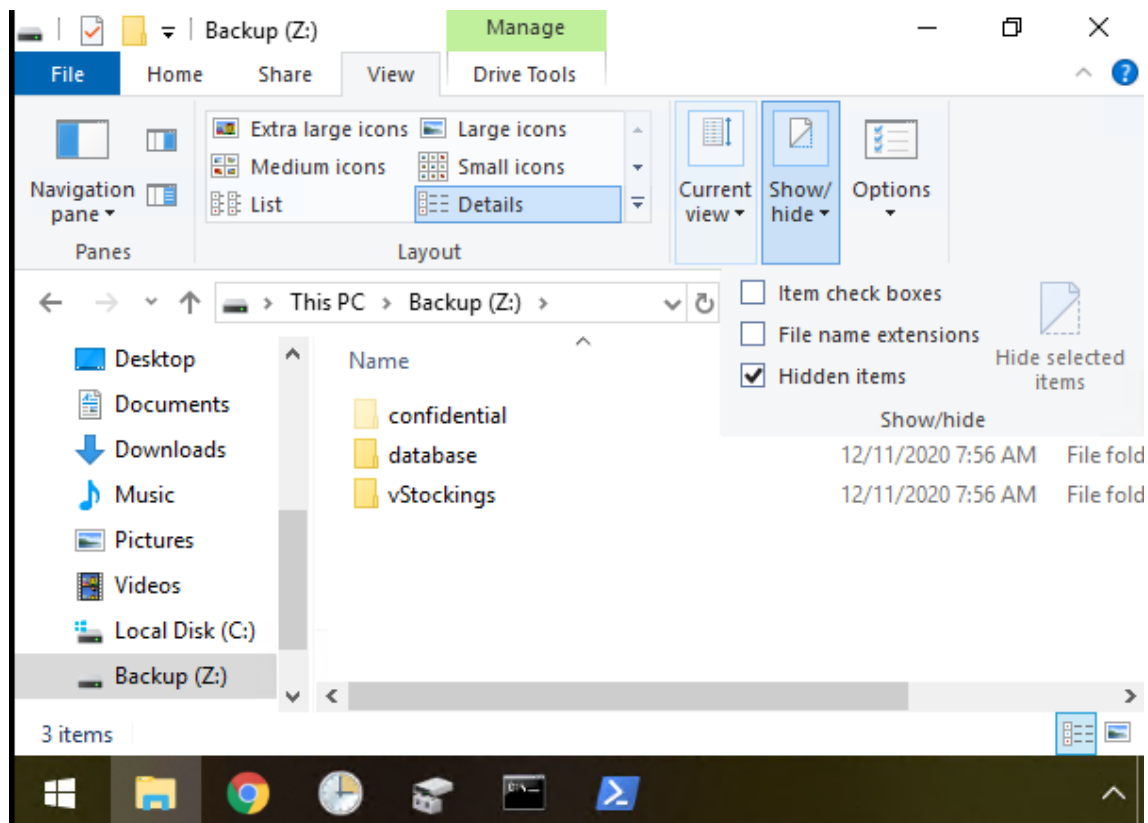 Backup (Z:)
Manage
File Home Share View Drive Tools
Extra large icons Large icons
Medium icons Small icons
List Details
Navigation pane
Current view
Show/ hide
Options
Panes
Layout
This PC > Backup (Z:) >
Item check boxes
File name extensions
Hidden items
Hide selected
items
Show/hide
Desktop
Documents
Downloads
Music
Pictures
Videos
Local Disk (C:)
Backup (Z:)
Name
confidential
database 12/11/2020 7:56 AM File fold
vStockings 12/11/2020 7:56 AM File fold
3 items